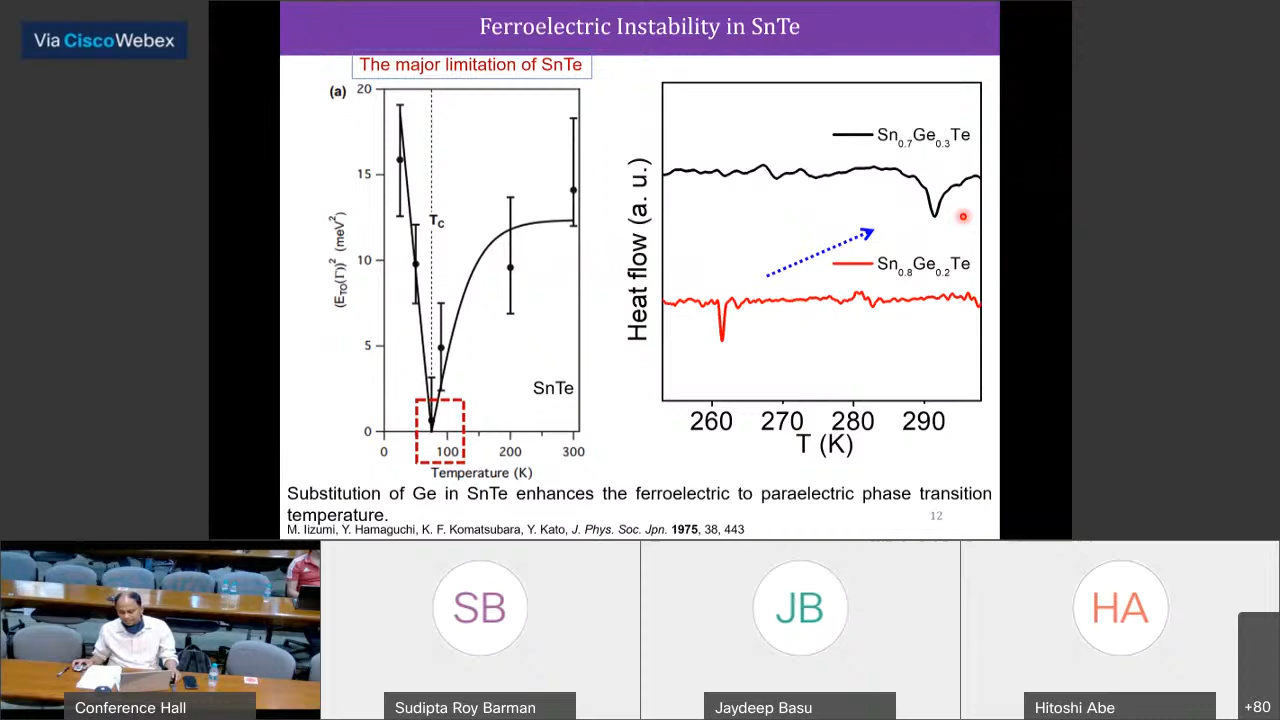 Via Cisco Webex
Ferroelectric Instability in SnTe
The major limitation of SnTe
(a)
20
15
10
5
0
(E_TO(Γ))² (meV²)
T_C
SnTe
0
100
200
300
Temperature (K)
Heat flow (a. u.)
Sn0.7Ge0.3Te
Sn0.8Ge0.2Te
260 270 280 290
T (K)
Substitution of Ge in SnTe enhances the ferroelectric to paraelectric phase transition
temperature.
12
M. Iizumi, Y. Hamaguchi, K. F. Komatsubara, Y. Kato, J. Phys. Soc. Jpn. 1975, 38, 443
SB
JB
HA
Conference Hall
Sudipta Roy Barman
Jaydeep Basu
Hitoshi Abe
+80